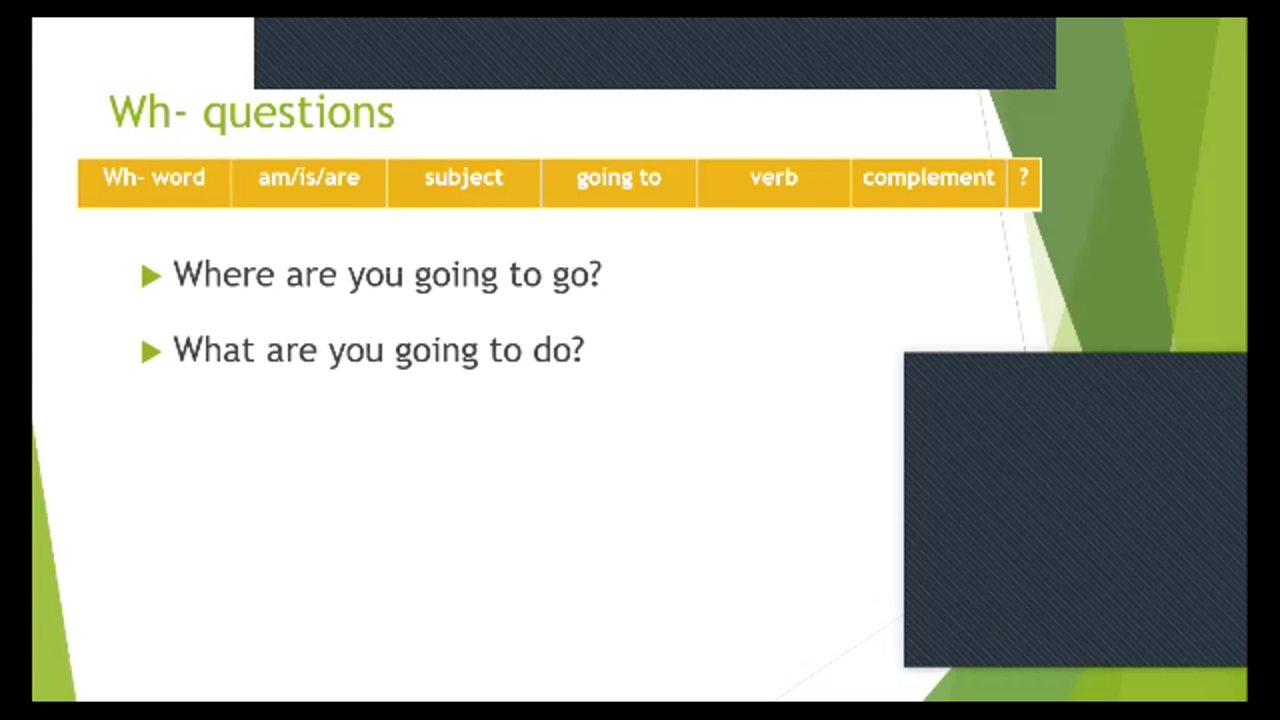 Wh- questions
Wh- word am/is/are subject going to verb complement ?
Where are you going to go?
What are you going to do?